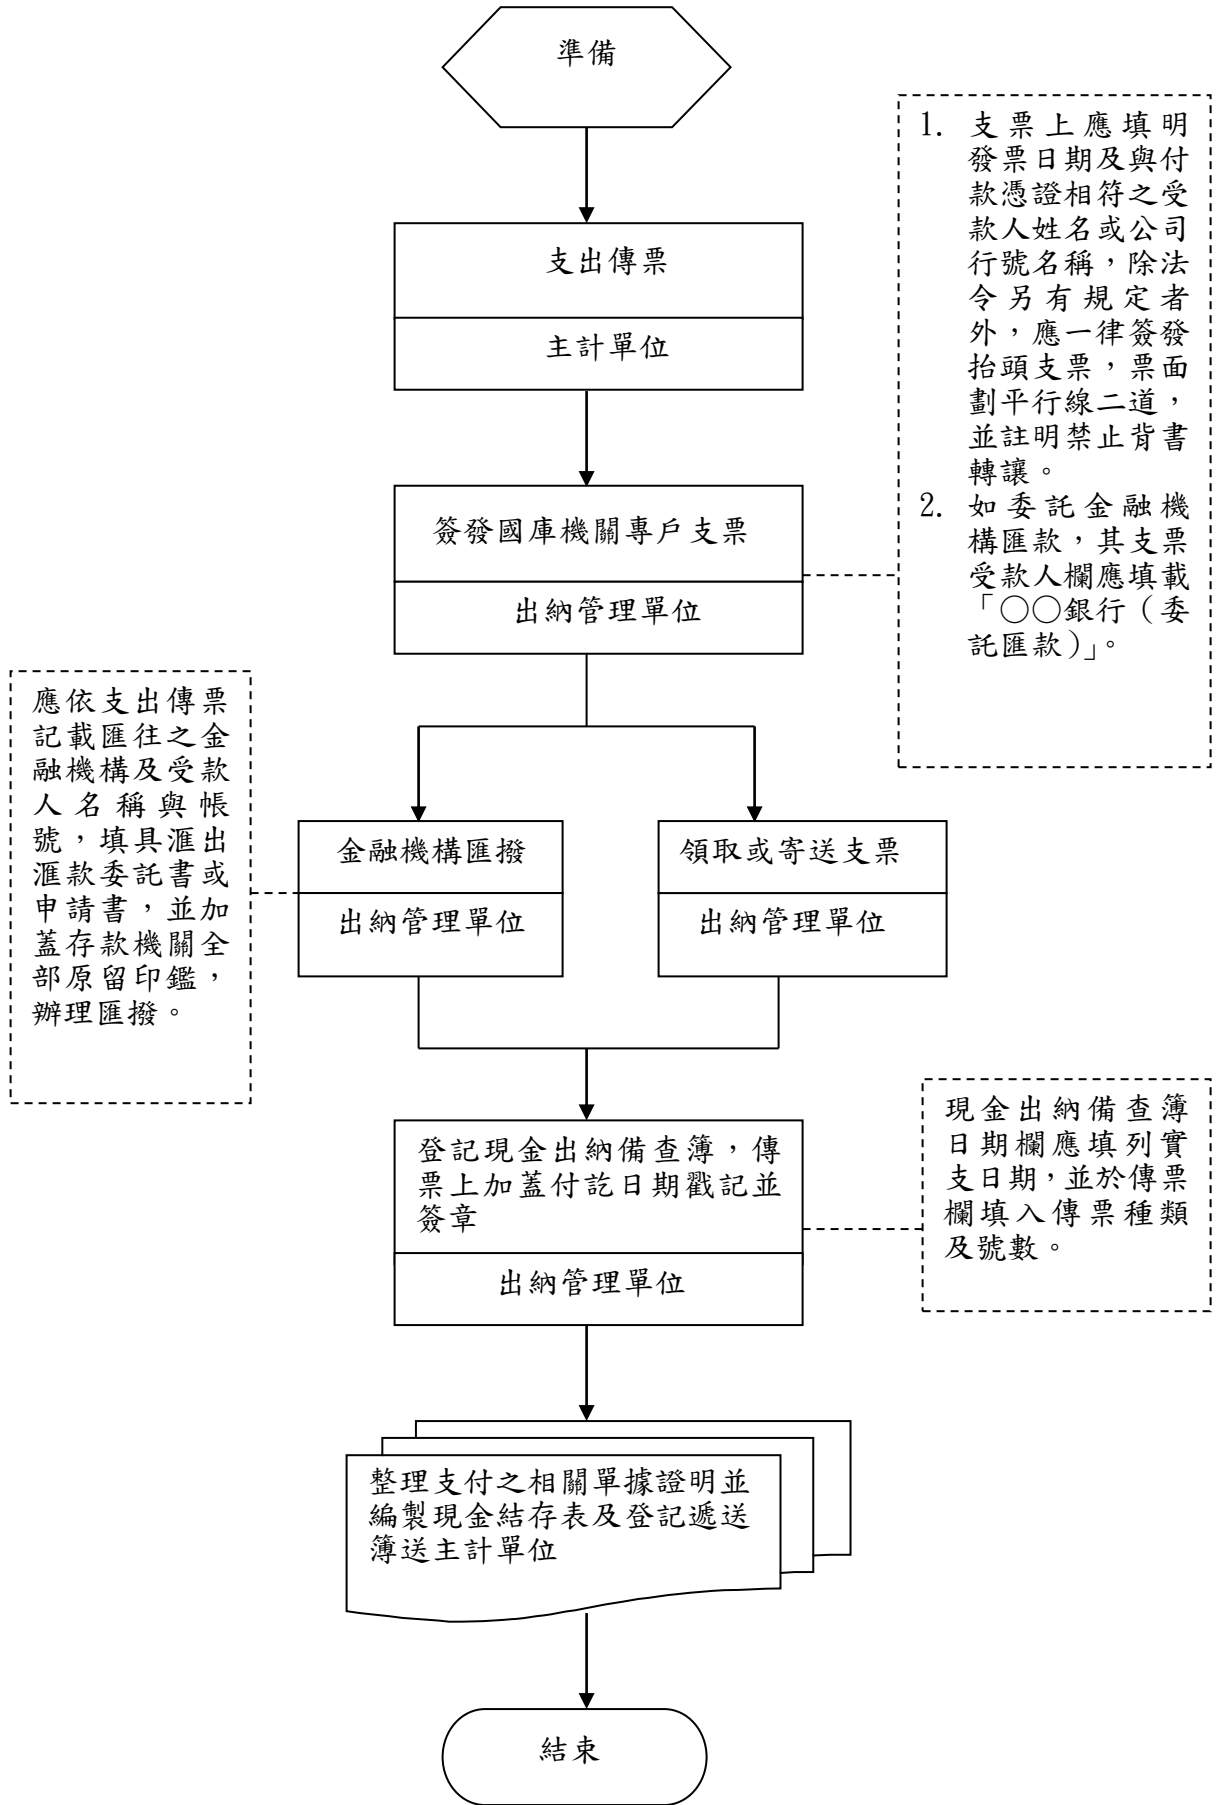 準備
支出傳票
主計單位
1. 支票上應填明
發票日期及與付
款憑證相符之受
款人姓名或公司
行號名稱，除法
令另有規定者
外，應一律簽發
抬頭支票，票面
劃平行線二道，
並註明禁止背書
轉讓。
2. 如委託金融機
構匯款，其支票
受款人欄應填載
「○○銀行（委
託匯款）」。
簽發國庫機關專戶支票
出納管理單位
應依支出傳票
記載匯往之金
融機構及受款
人名稱與帳
號，填具滙出
滙款委託書或
申請書，並加
蓋存款機關全
部原留印鑑，
辦理匯撥。
金融機構匯撥
出納管理單位
領取或寄送支票
出納管理單位
登記現金出納備查簿，傳
票上加蓋付訖日期戳記並
簽章
出納管理單位
現金出納備查簿
日期欄應填列實
支日期，並於傳票
欄填入傳票種類
及號數。
整理支付之相關單據證明並
編製現金結存表及登記遞送
簿送主計單位
結束